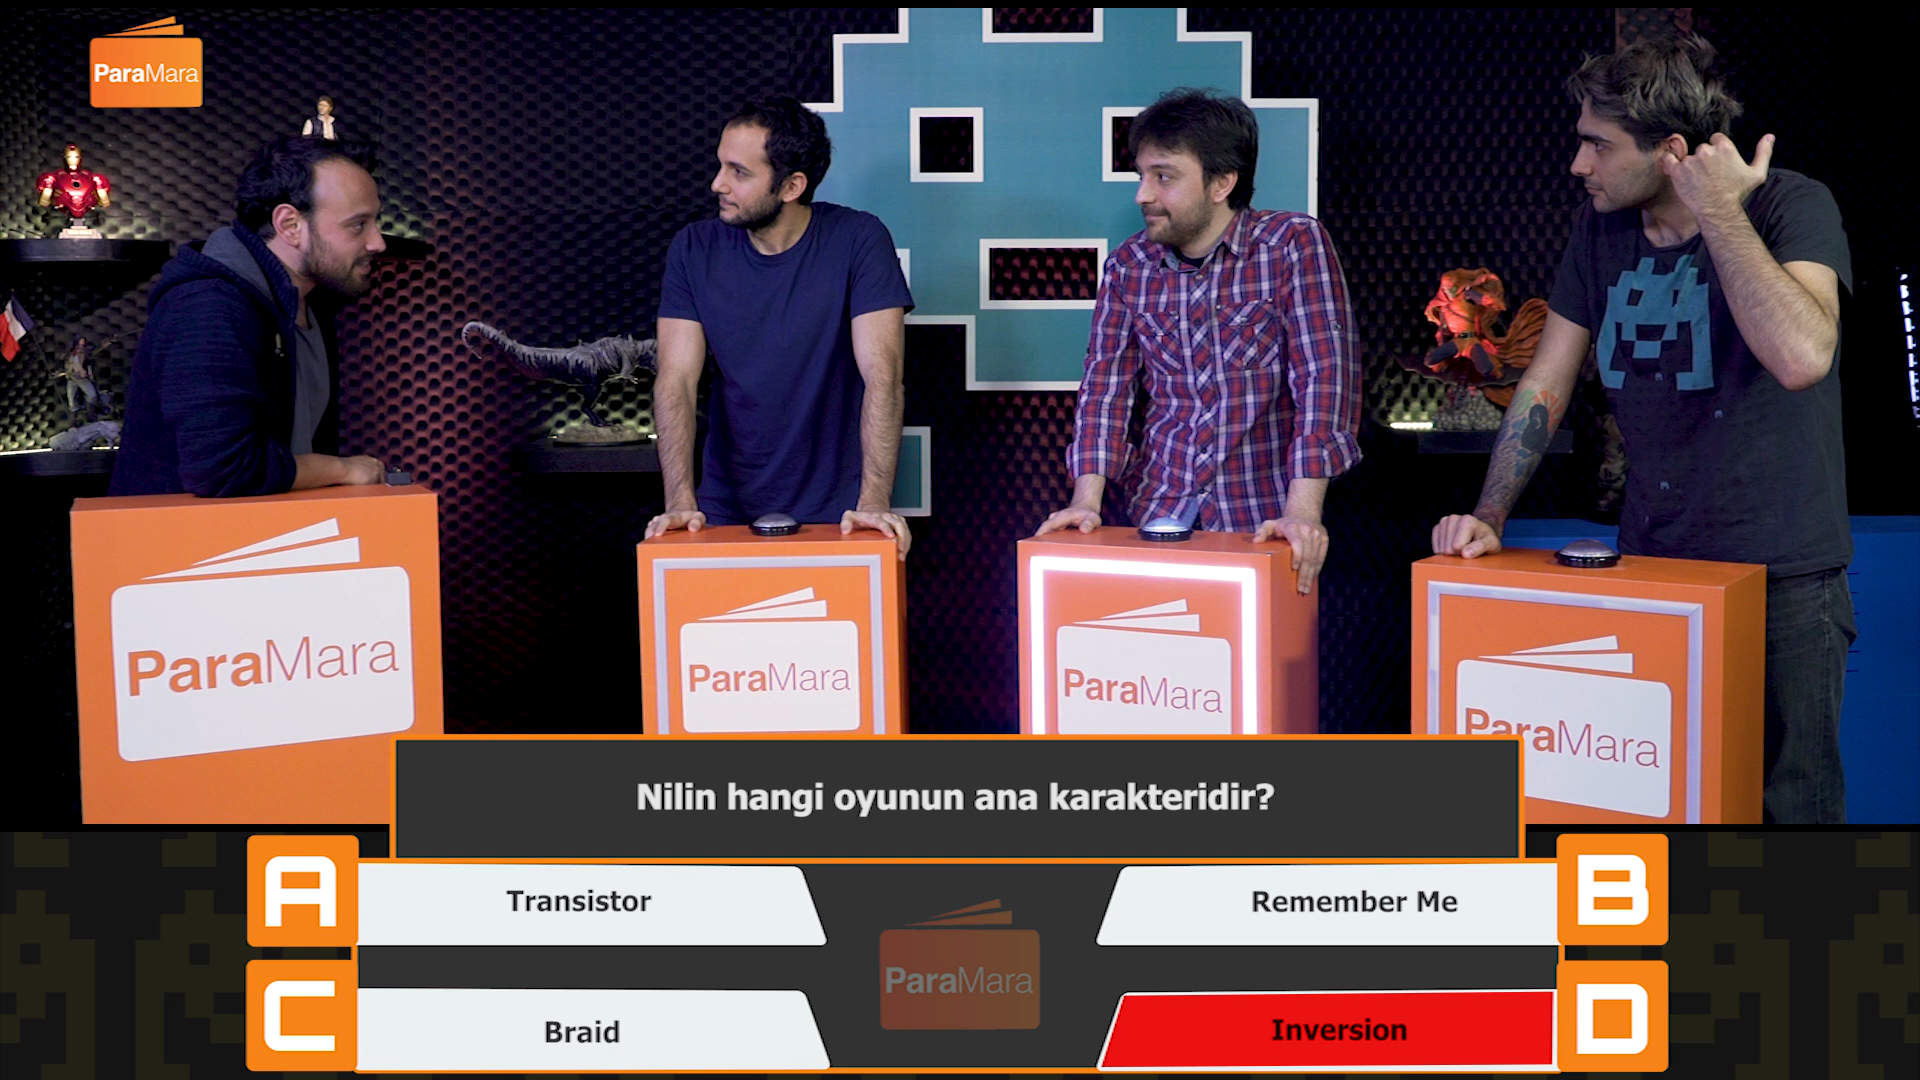 ParaMara
ParaMara
ParaMara
ParaMara
ParaMara
Nilin hangi oyunun ana karakteridir?
A
Transistor
B
Remember Me
ParaMara
C
Braid
D
Inversion